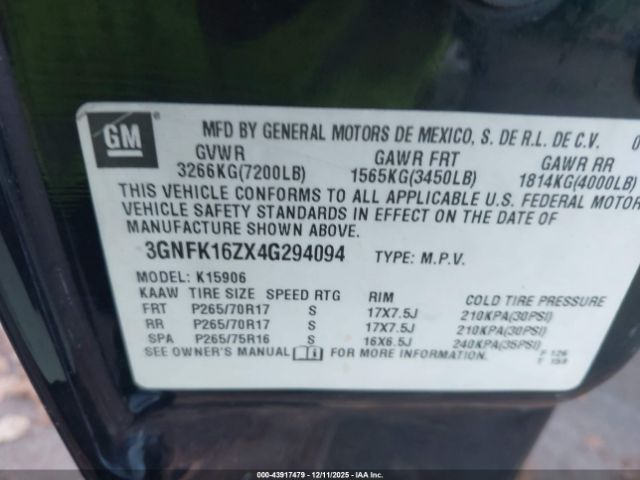 GM
MFD BY GENERAL MOTORS DE MEXICO, S. DE R.L. DE C.V. 0
GVWR GAWR FRT GAWR RR
3266KG(7200LB) 1565KG(3450LB) 1814KG(4000LB)
THIS VEHICLE CONFORMS TO ALL APPLICABLE U.S. FEDERAL MOTOR
VEHICLE SAFETY STANDARDS IN EFFECT ON THE DATE OF
MANUFACTURE SHOWN ABOVE.
3GNFK16ZX4G294094 TYPE: M.P.V.
MODEL: K15906
KAAW TIRE SIZE SPEED RTG RIM COLD TIRE PRESSURE
FRT P265/70R17 S 17X7.5J 210KPA(30PSI)
RR P265/70R17 S 17X7.5J 210KPA(30PSI)
SPA P265/75R16 S 16X6.5J 240KPA(35PSI)
SEE OWNER'S MANUAL FOR MORE INFORMATION. F 126
T 159
000-43917479 - 12/11/2025 - IAA Inc.